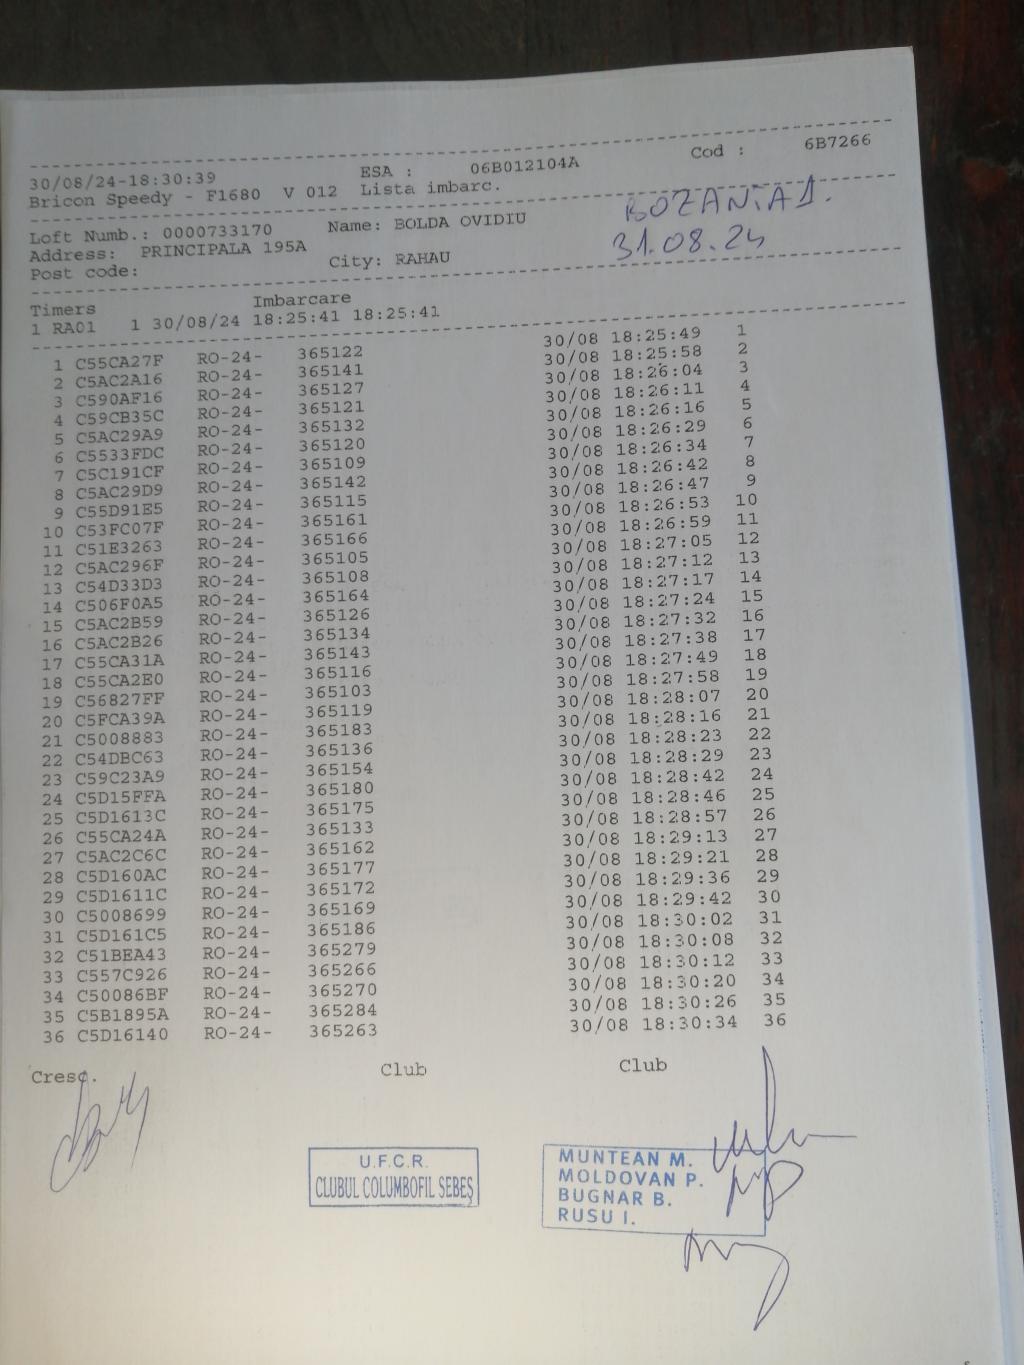 30/08/24-18:30:39 ESA : 06B012104A Cod : 6B7266
Bricon Speedy - F1680 V 012 Lista imbarc.
Loft Numb.: 0000733170 Name: BOLDA OVIDIU BOZANTA 1.
Address: PRINCIPALA 195A 31.08.24
Post code: City: RAHAU
Timers Imbarcare
1 RA01 1 30/08/24 18:25:41 18:25:41
1 C55CA27F RO-24- 365122 30/08 18:25:49 1
2 C5AC2A16 RO-24- 365141 30/08 18:25:58 2
3 C590AF16 RO-24- 365127 30/08 18:26:04 3
4 C59CB35C RO-24- 365121 30/08 18:26:11 4
5 C5AC29A9 RO-24- 365132 30/08 18:26:16 5
6 C5533FDC RO-24- 365120 30/08 18:26:29 6
7 C5C191CF RO-24- 365109 30/08 18:26:34 7
8 C5AC29D9 RO-24- 365142 30/08 18:26:42 8
9 C55D91E5 RO-24- 365115 30/08 18:26:47 9
10 C53FC07F RO-24- 365161 30/08 18:26:53 10
11 C51E3263 RO-24- 365166 30/08 18:26:59 11
12 C5AC296F RO-24- 365105 30/08 18:27:05 12
13 C54D33D3 RO-24- 365108 30/08 18:27:12 13
14 C506F0A5 RO-24- 365164 30/08 18:27:17 14
15 C5AC2B59 RO-24- 365126 30/08 18:27:24 15
16 C5AC2B26 RO-24- 365134 30/08 18:27:32 16
17 C55CA31A RO-24- 365143 30/08 18:27:38 17
18 C55CA2E0 RO-24- 365116 30/08 18:27:49 18
19 C56827FF RO-24- 365103 30/08 18:27:58 19
20 C5FCA39A RO-24- 365119 30/08 18:28:07 20
21 C5008883 RO-24- 365183 30/08 18:28:16 21
22 C54DBC63 RO-24- 365136 30/08 18:28:23 22
23 C59C23A9 RO-24- 365154 30/08 18:28:29 23
24 C5D15FFA RO-24- 365180 30/08 18:28:42 24
25 C5D1613C RO-24- 365175 30/08 18:28:46 25
26 C55CA24A RO-24- 365133 30/08 18:28:57 26
27 C5AC2C6C RO-24- 365162 30/08 18:29:13 27
28 C5D160AC RO-24- 365177 30/08 18:29:21 28
29 C5D1611C RO-24- 365172 30/08 18:29:36 29
30 C5008699 RO-24- 365169 30/08 18:29:42 30
31 C5D161C5 RO-24- 365186 30/08 18:30:02 31
32 C51BEA43 RO-24- 365279 30/08 18:30:08 32
33 C557C926 RO-24- 365266 30/08 18:30:12 33
34 C50086BF RO-24- 365270 30/08 18:30:20 34
35 C5B1895A RO-24- 365284 30/08 18:30:26 35
36 C5D16140 RO-24- 365263 30/08 18:30:34 36
Cresc. Club Club
U.F.C.R.
CLUBUL COLUMBOFIL SEBEȘ
MUNTEAN M.
MOLDOVAN P.
BUGNAR B.
RUSU I.